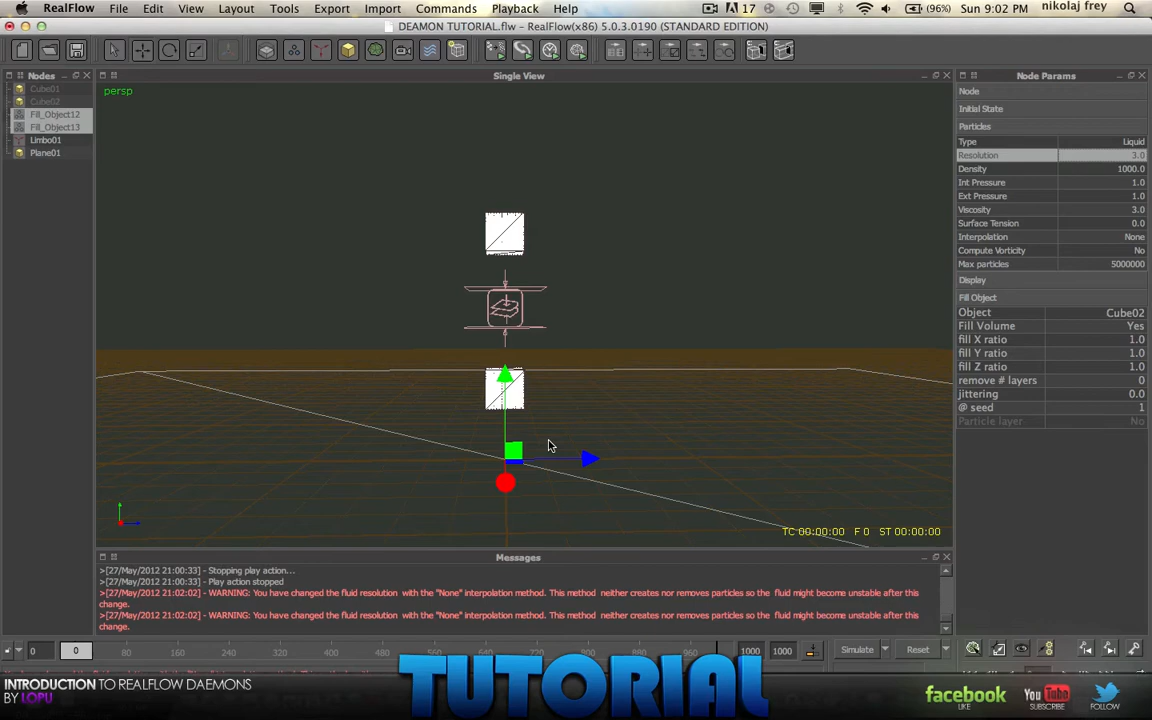 RealFlow File Edit View Layout Tools Export Import Commands Playback Help 17 (96%) Sun 9:02 PM nikolaj frey
DEAMON TUTORIAL.flw - RealFlow(x86) 5.0.3.0190 (STANDARD EDITION)
Nodes
Cube01
Cube02
Fill_Object12
Fill_Object13
Limbo01
Plane01
Single View
persp
TC 00:00:00 F 0 ST 00:00:00
Node Params
Node
Initial State
Particles
Type Liquid
Resolution 3.0
Density 1000.0
Int Pressure 1.0
Ext Pressure 1.0
Viscosity 3.0
Surface Tension 0.0
Interpolation None
Compute Vorticity No
Max particles 5000000
Display
Fill Object
Object Cube02
Fill Volume Yes
fill X ratio 1.0
fill Y ratio 1.0
fill Z ratio 1.0
remove # layers 0
jittering 0.0
@ seed 1
Particle layer No
Messages
>[27/May/2012 21:00:33] - Stopping play action...
>[27/May/2012 21:00:33] - Play action stopped
>[27/May/2012 21:02:02] - WARNING: You have changed the fluid resolution with the "None" interpolation method. This method neither creates nor removes particles so the fluid might become unstable after this
change.
>[27/May/2012 21:02:02] - WARNING: You have changed the fluid resolution with the "None" interpolation method. This method neither creates nor removes particles so the fluid might become unstable after this
change.
0 0 80 160 240 320 400 480 560 640 720 800 880 960 1000 1000 Simulate Reset
TUTORIAL
INTRODUCTION TO REALFLOW DAEMONS
BY LOPU
facebook
LIKE
You Tube
SUBSCRIBE
FOLLOW